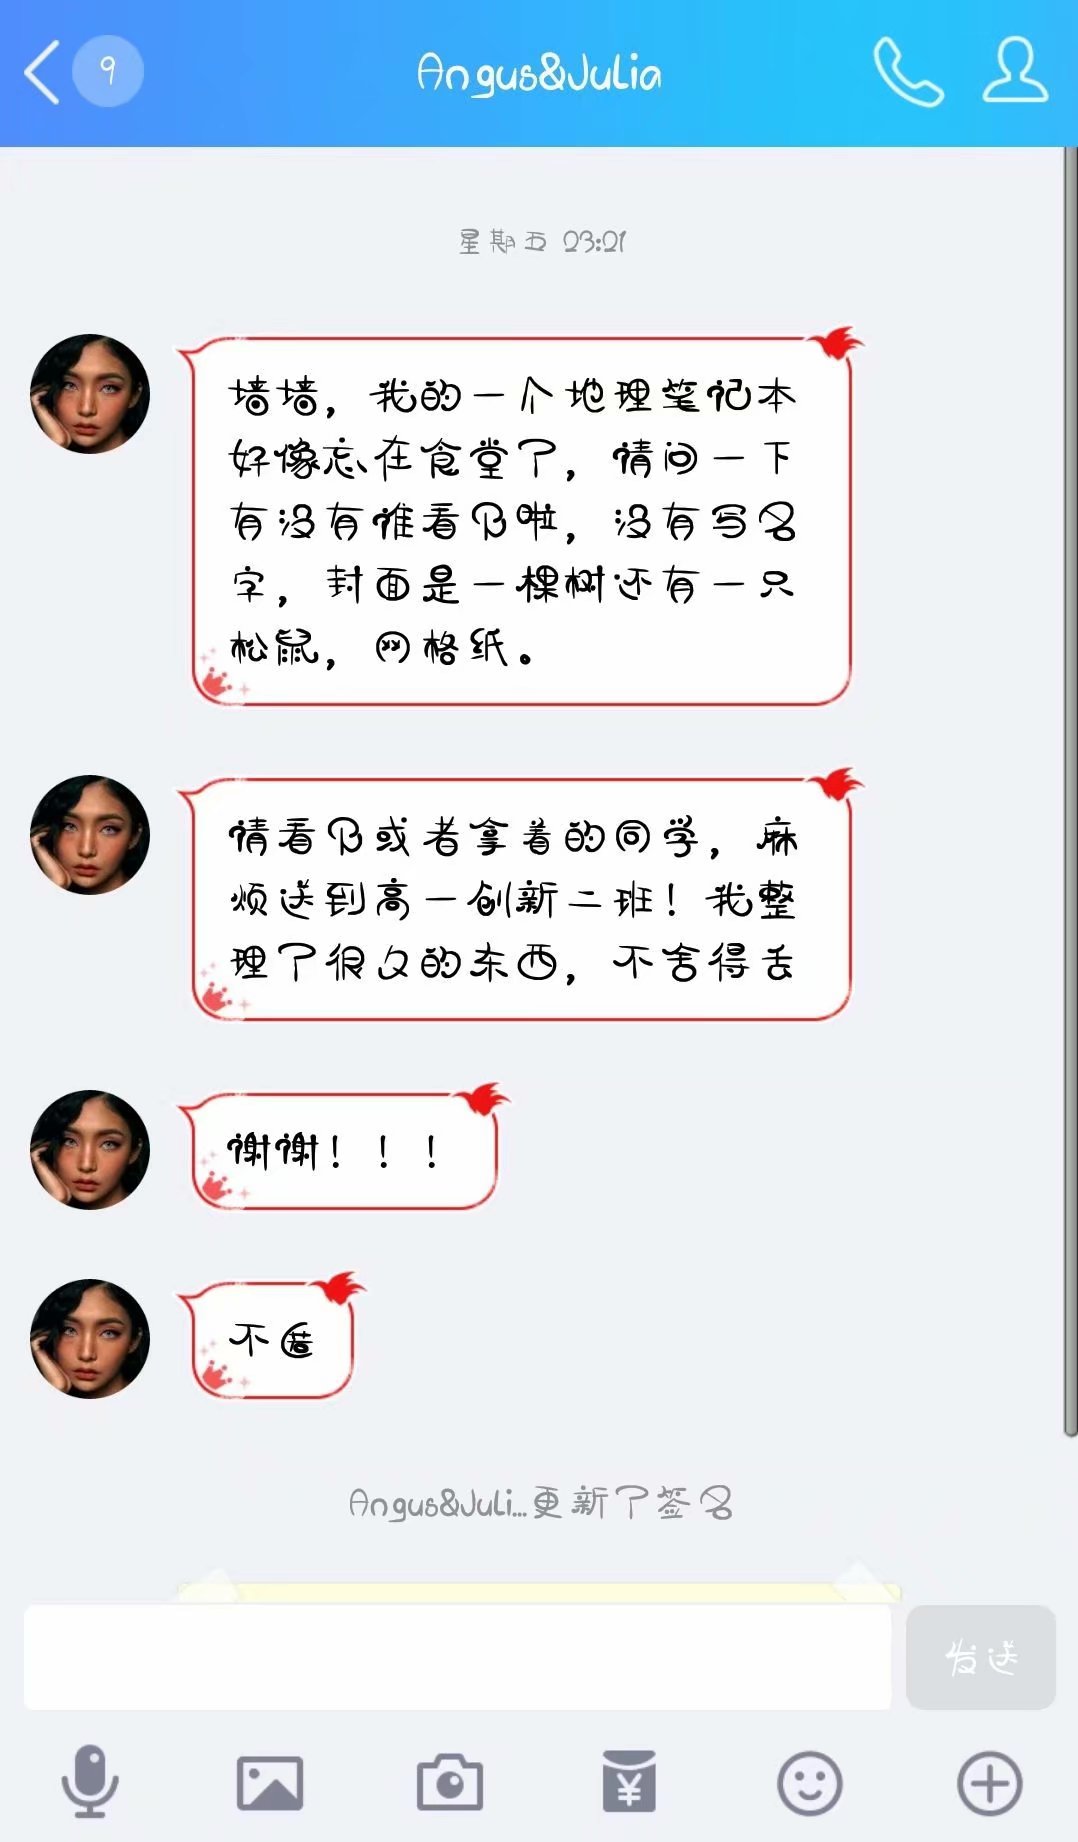 9
Angus&Julia
星期五 23:21
墙墙，我的一个地理笔记本
好像忘在食堂了，请问一下
有没有谁看见啦，没有写名
字，封面是一棵树还有一只
松鼠，网格纸。
请看见或者拿着的同学，麻
烦送到高一创新二班！我整
理了很久的东西，不舍得丢
谢谢！！！
不匿
Angus&Juli...更新了签名
发送